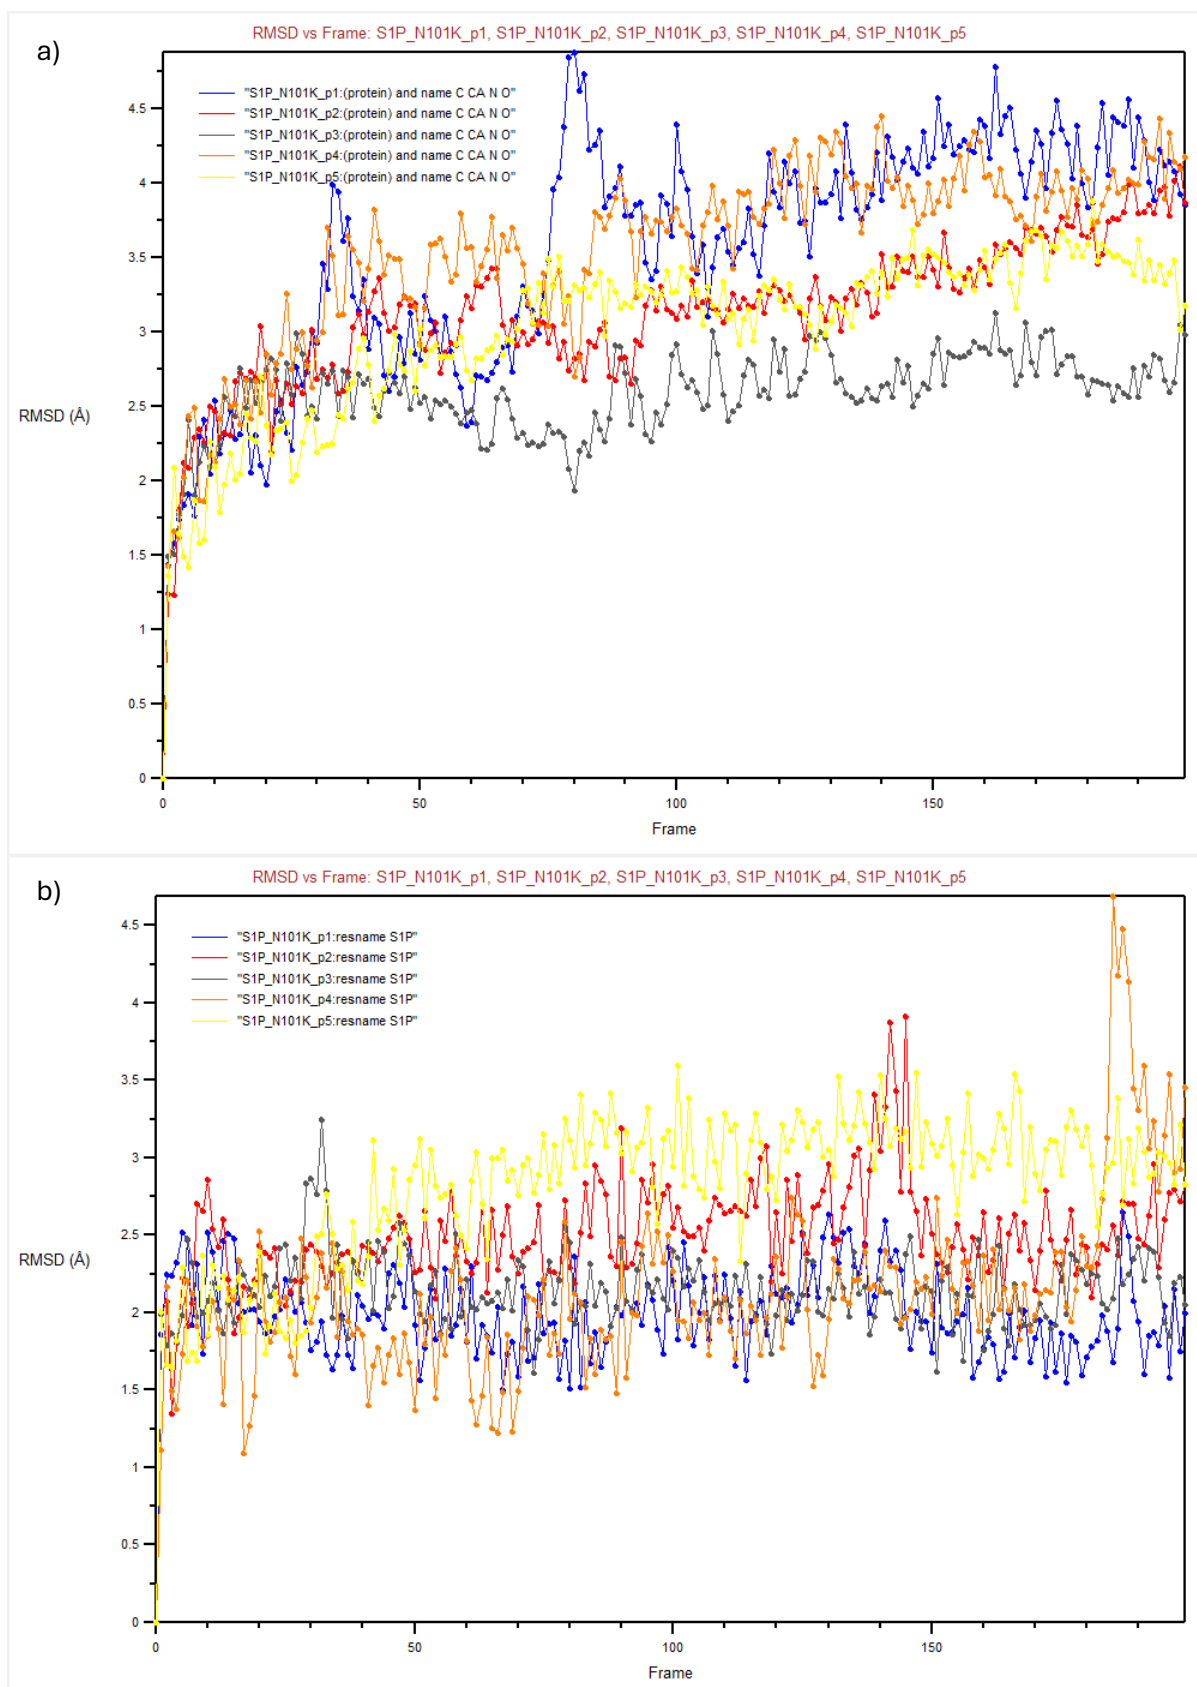 a)
RMSD vs Frame: S1P_N101K_p1, S1P_N101K_p2, S1P_N101K_p3, S1P_N101K_p4, S1P_N101K_p5
"S1P_N101K_p1:(protein) and name C CA N O"
"S1P_N101K_p2:(protein) and name C CA N O"
"S1P_N101K_p3:(protein) and name C CA N O"
"S1P_N101K_p4:(protein) and name C CA N O"
"S1P_N101K_p5:(protein) and name C CA N O"
4.5
4
3.5
3
2.5
RMSD (Å)
2
1.5
1
0.5
0
0 50 100 150
Frame
b)
RMSD vs Frame: S1P_N101K_p1, S1P_N101K_p2, S1P_N101K_p3, S1P_N101K_p4, S1P_N101K_p5
"S1P_N101K_p1:resname S1P"
"S1P_N101K_p2:resname S1P"
"S1P_N101K_p3:resname S1P"
"S1P_N101K_p4:resname S1P"
"S1P_N101K_p5:resname S1P"
4.5
4
3.5
3
2.5
RMSD (Å)
2
1.5
1
0.5
0
0 50 100 150
Frame